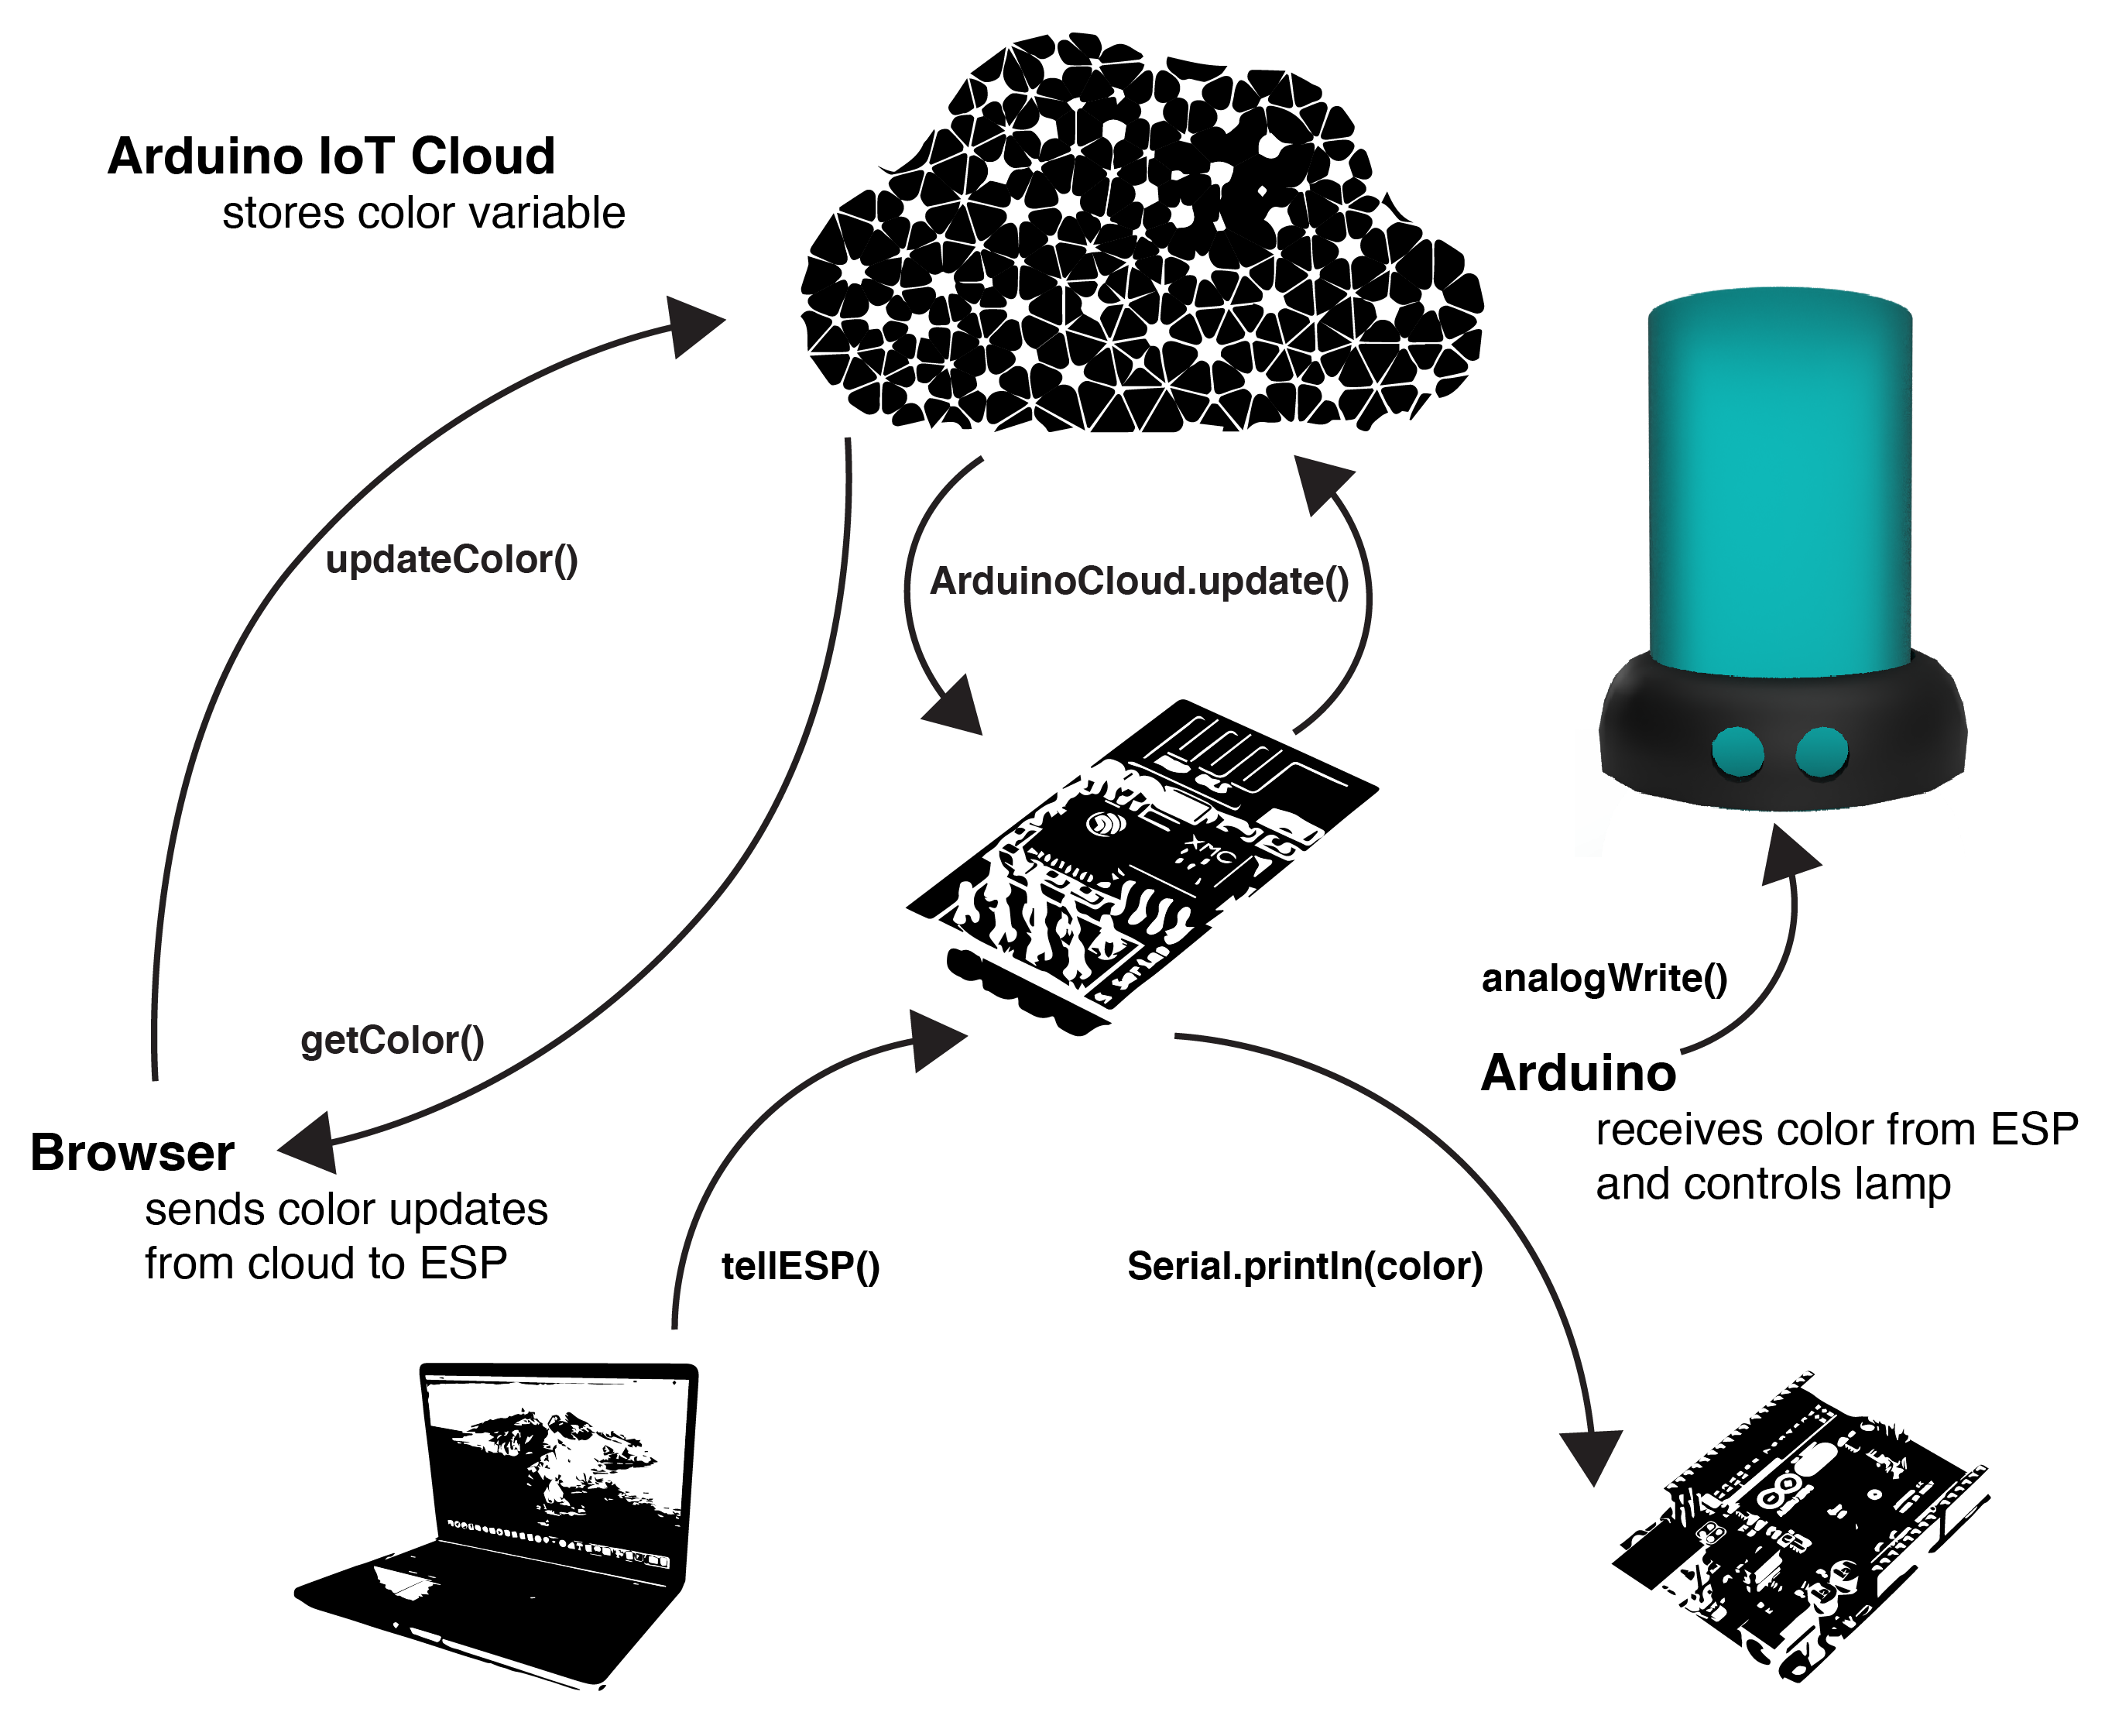 Arduino IoT Cloud
stores color variable
updateColor()
ArduinoCloud.update()
getColor()
XMC
analogWrite()
Arduino
receives color from ESP
and controls lamp
Browser
sends color updates
from cloud to ESP
tellESP()
Serial.println(color)